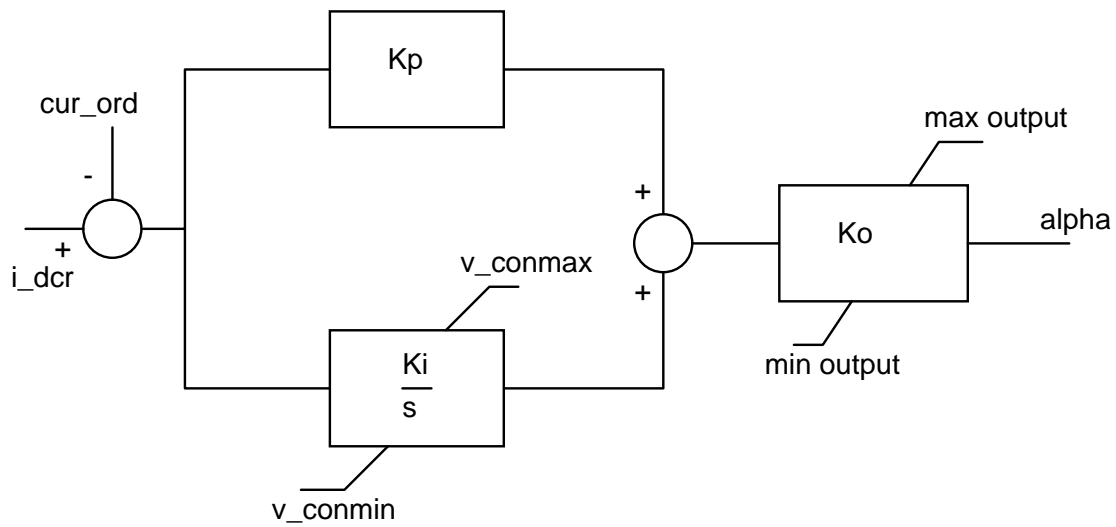 Kp
cur_ord
max output
-
+
Ko
alpha
+
i_dcr
v_conmax
+
Ki
s
min output
v_conmin